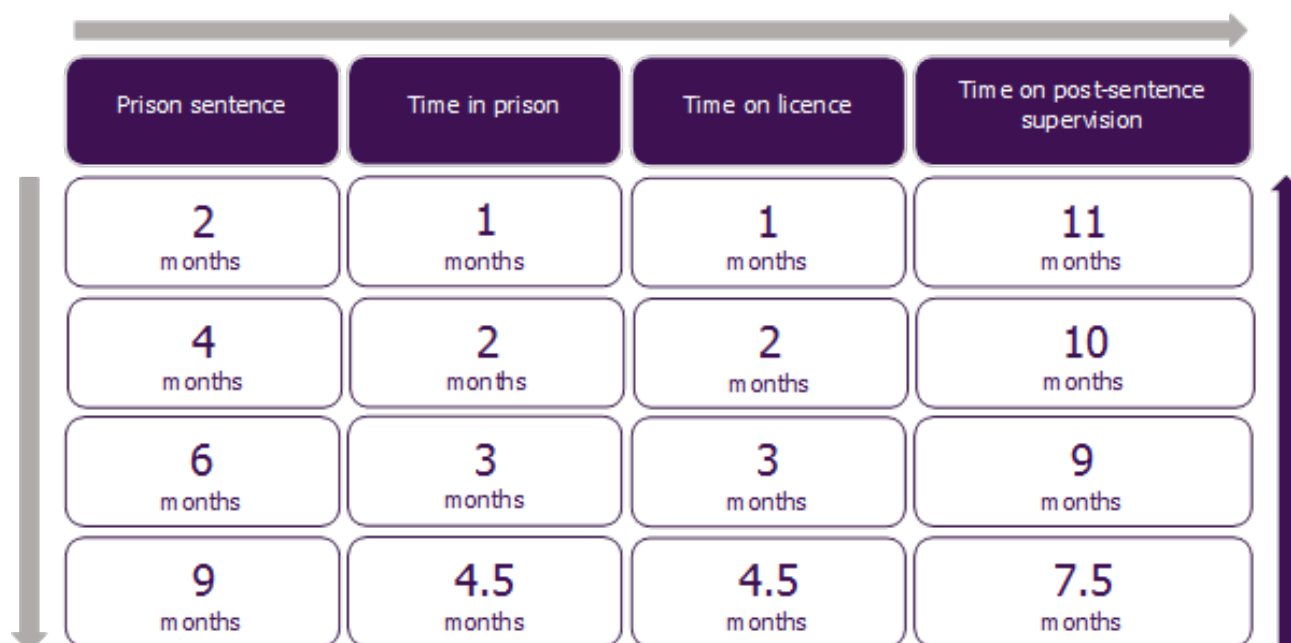 Prison sentence
Time in prison
Time on licence
Time on post-sentence
supervision
2
months
1
months
1
months
11
months
4
months
2
months
2
months
10
months
6
months
3
months
3
months
9
months
9
months
4.5
months
4.5
months
7.5
months